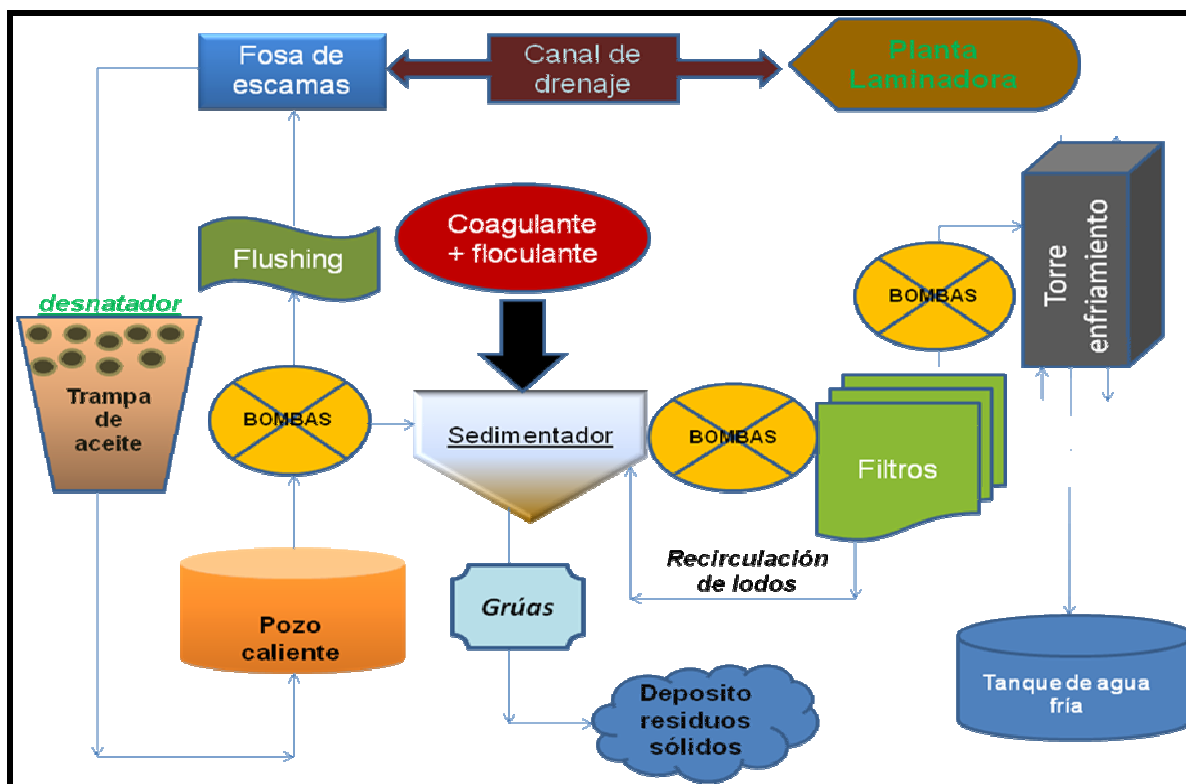 Fosa de
escamas
Canal de
drenaje
Planta
Laminadora
Coagulante
+ floculante
Flushing
desnatador
Trampa
de
aceite
BOMBAS
Sedimentador
BOMBAS
BOMBAS
Filtros
Torre
enfriamiento
Recirculación
de lodos
Grúas
Pozo
caliente
Deposito
residuos
sólidos
Tanque de agua
fría